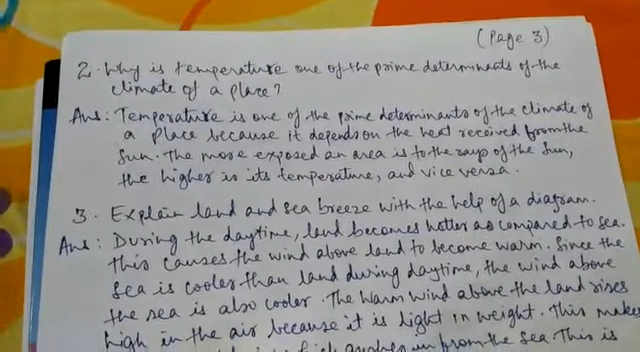 (Page 3)
2. Why is temperature one of the prime determinants of the
climate of a place?
Ans: Temperature is one of the prime determinants of the climate of
a place because it depends on the heat received from the
Sun. The more exposed an area is to the rays of the Sun,
the higher is its temperature, and vice versa.
3. Explain land and sea breeze with the help of a diagram.
Ans: During the daytime, land becomes hotter as compared to sea.
This causes the wind above land to become warm. Since the
sea is cooler than land during daytime, the wind above
the sea is also cooler. The warm wind above the land rises
high in the air because it is light in weight. This makes
which in from the sea. This is